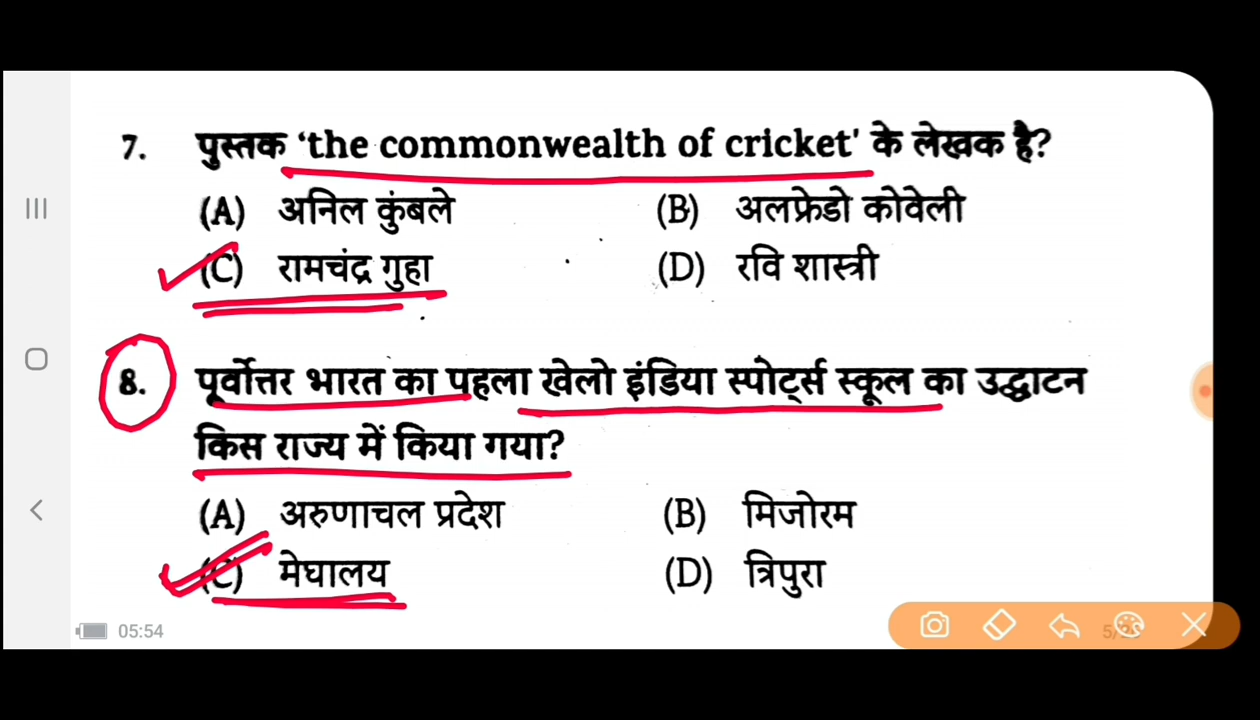 7. पुस्तक ‘the commonwealth of cricket' के लेखक है?
(A) अनिल कुंबले (B) अलफ्रेडो कोवेली
(C) रामचंद्र गुहा (D) रवि शास्त्री
8. पूर्वोत्तर भारत का पहला खेलो इंडिया स्पोर्ट्स स्कूल का उद्घाटन
किस राज्य में किया गया?
(A) अरुणाचल प्रदेश (B) मिजोरम
(C) मेघालय (D) त्रिपुरा
05:54